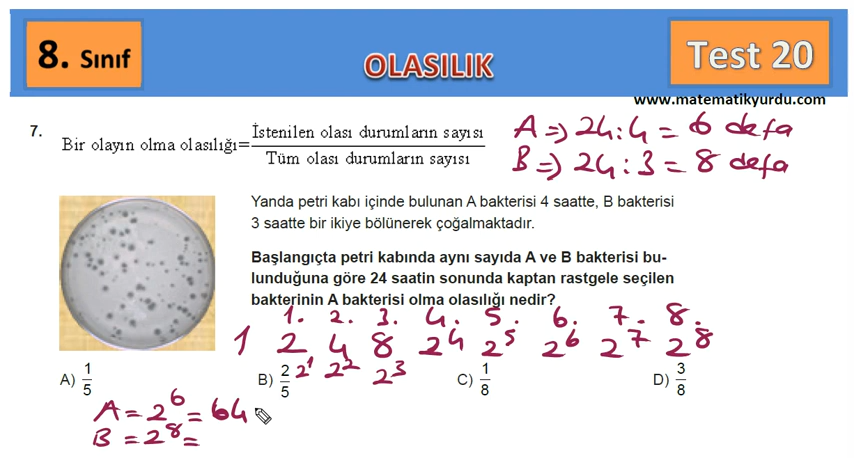 8. Sınıf
OLASILIK
Test 20
www.matematikyurdu.com
7.
Bir olayın olma olasılığı=İstenilen olası durumların sayısı
Tüm olası durumların sayısı
A => 24:4 = 6 defa
B => 24:3 = 8 defa
Yanda petri kabı içinde bulunan A bakterisi 4 saatte, B bakterisi
3 saatte bir ikiye bölünerek çoğalmaktadır.
Başlangıçta petri kabında aynı sayıda A ve B bakterisi bu-
lunduğuna göre 24 saatin sonunda kaptan rastgele seçilen
bakterinin A bakterisi olma olasılığı nedir?
1. 2. 3. 4. 5. 6. 7. 8.
1 2 4 8 2⁴ 2⁵ 2⁶ 2⁷ 2⁸
2¹ 2² 2³
A) 1/5 B) 2/5 C) 1/8 D) 3/8
A = 2⁶ = 64
B = 2⁸ =